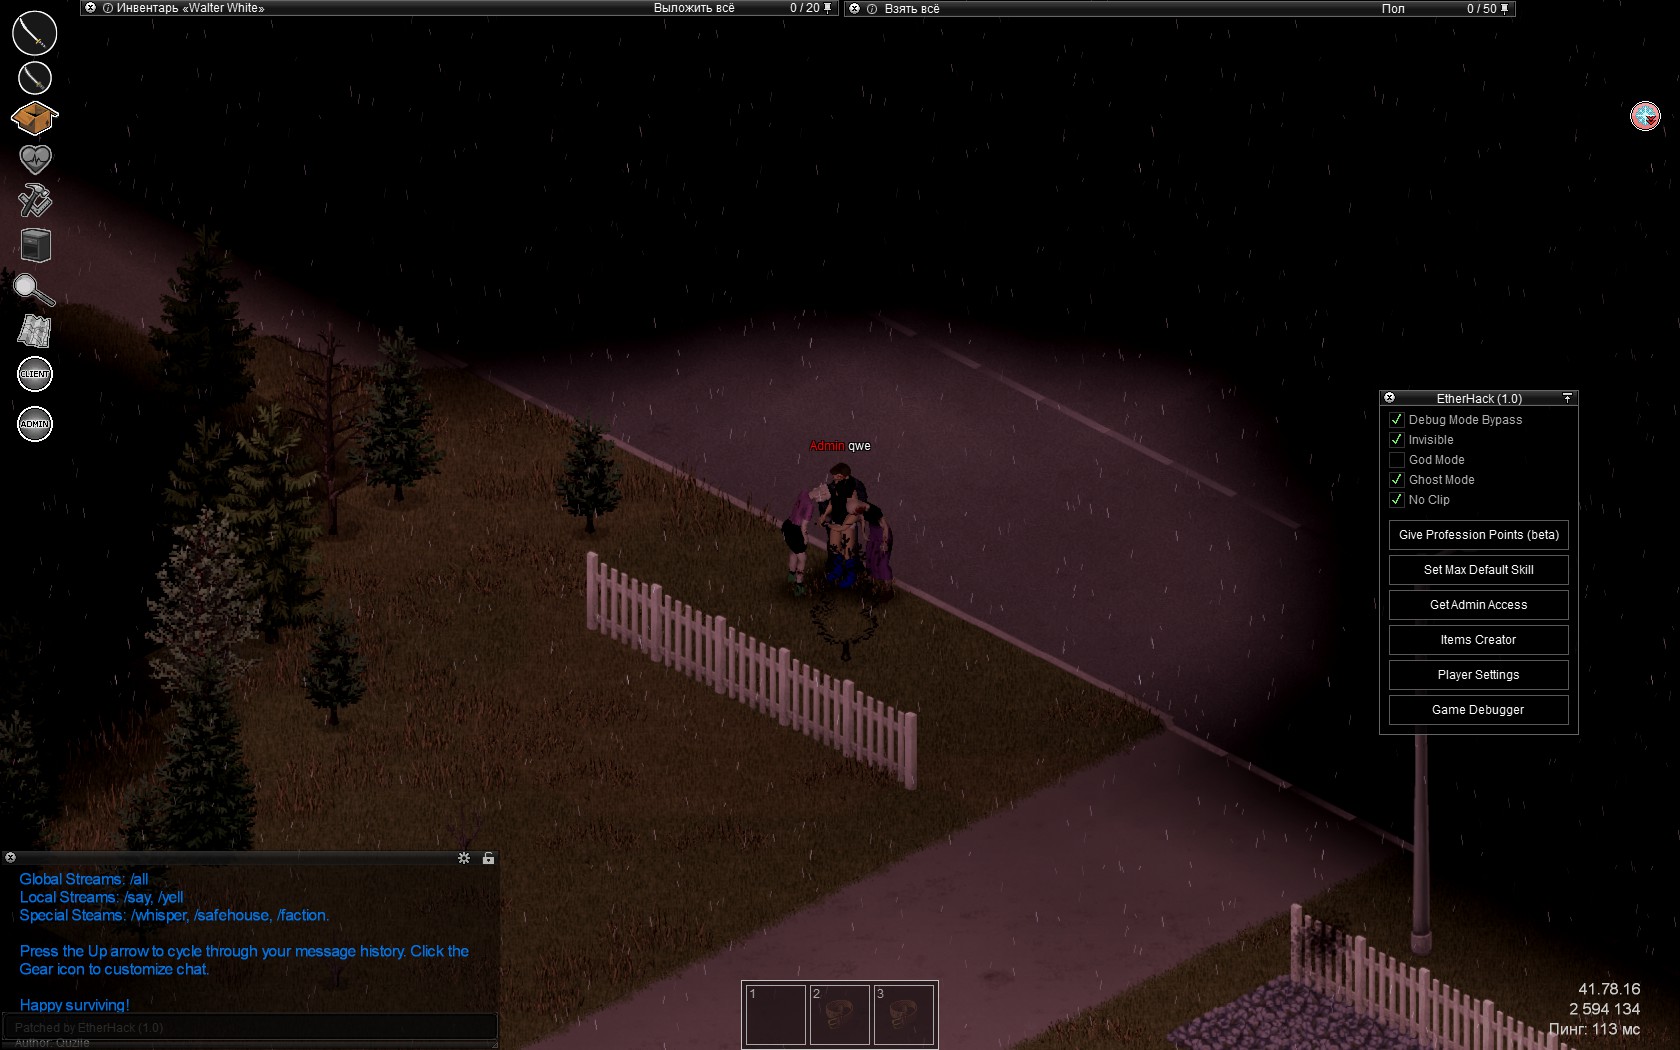 Инвентарь «Walter White» Выложить всё 0 / 20
Взять всё Пол 0 / 50
CLIENT
ADMIN
Admin qwe
EtherHack (1.0)
Debug Mode Bypass
Invisible
God Mode
Ghost Mode
No Clip
Give Profession Points (beta)
Set Max Default Skill
Get Admin Access
Items Creator
Player Settings
Game Debugger
Global Streams: /all
Local Streams: /say, /yell
Special Steams: /whisper, /safehouse, /faction.
Press the Up arrow to cycle through your message history. Click the
Gear icon to customize chat.
Happy surviving!
Patched by EtherHack (1.0)
Author: Quzile
1 2 3
41.78.16
2 594 134
Пинг: 113 мс